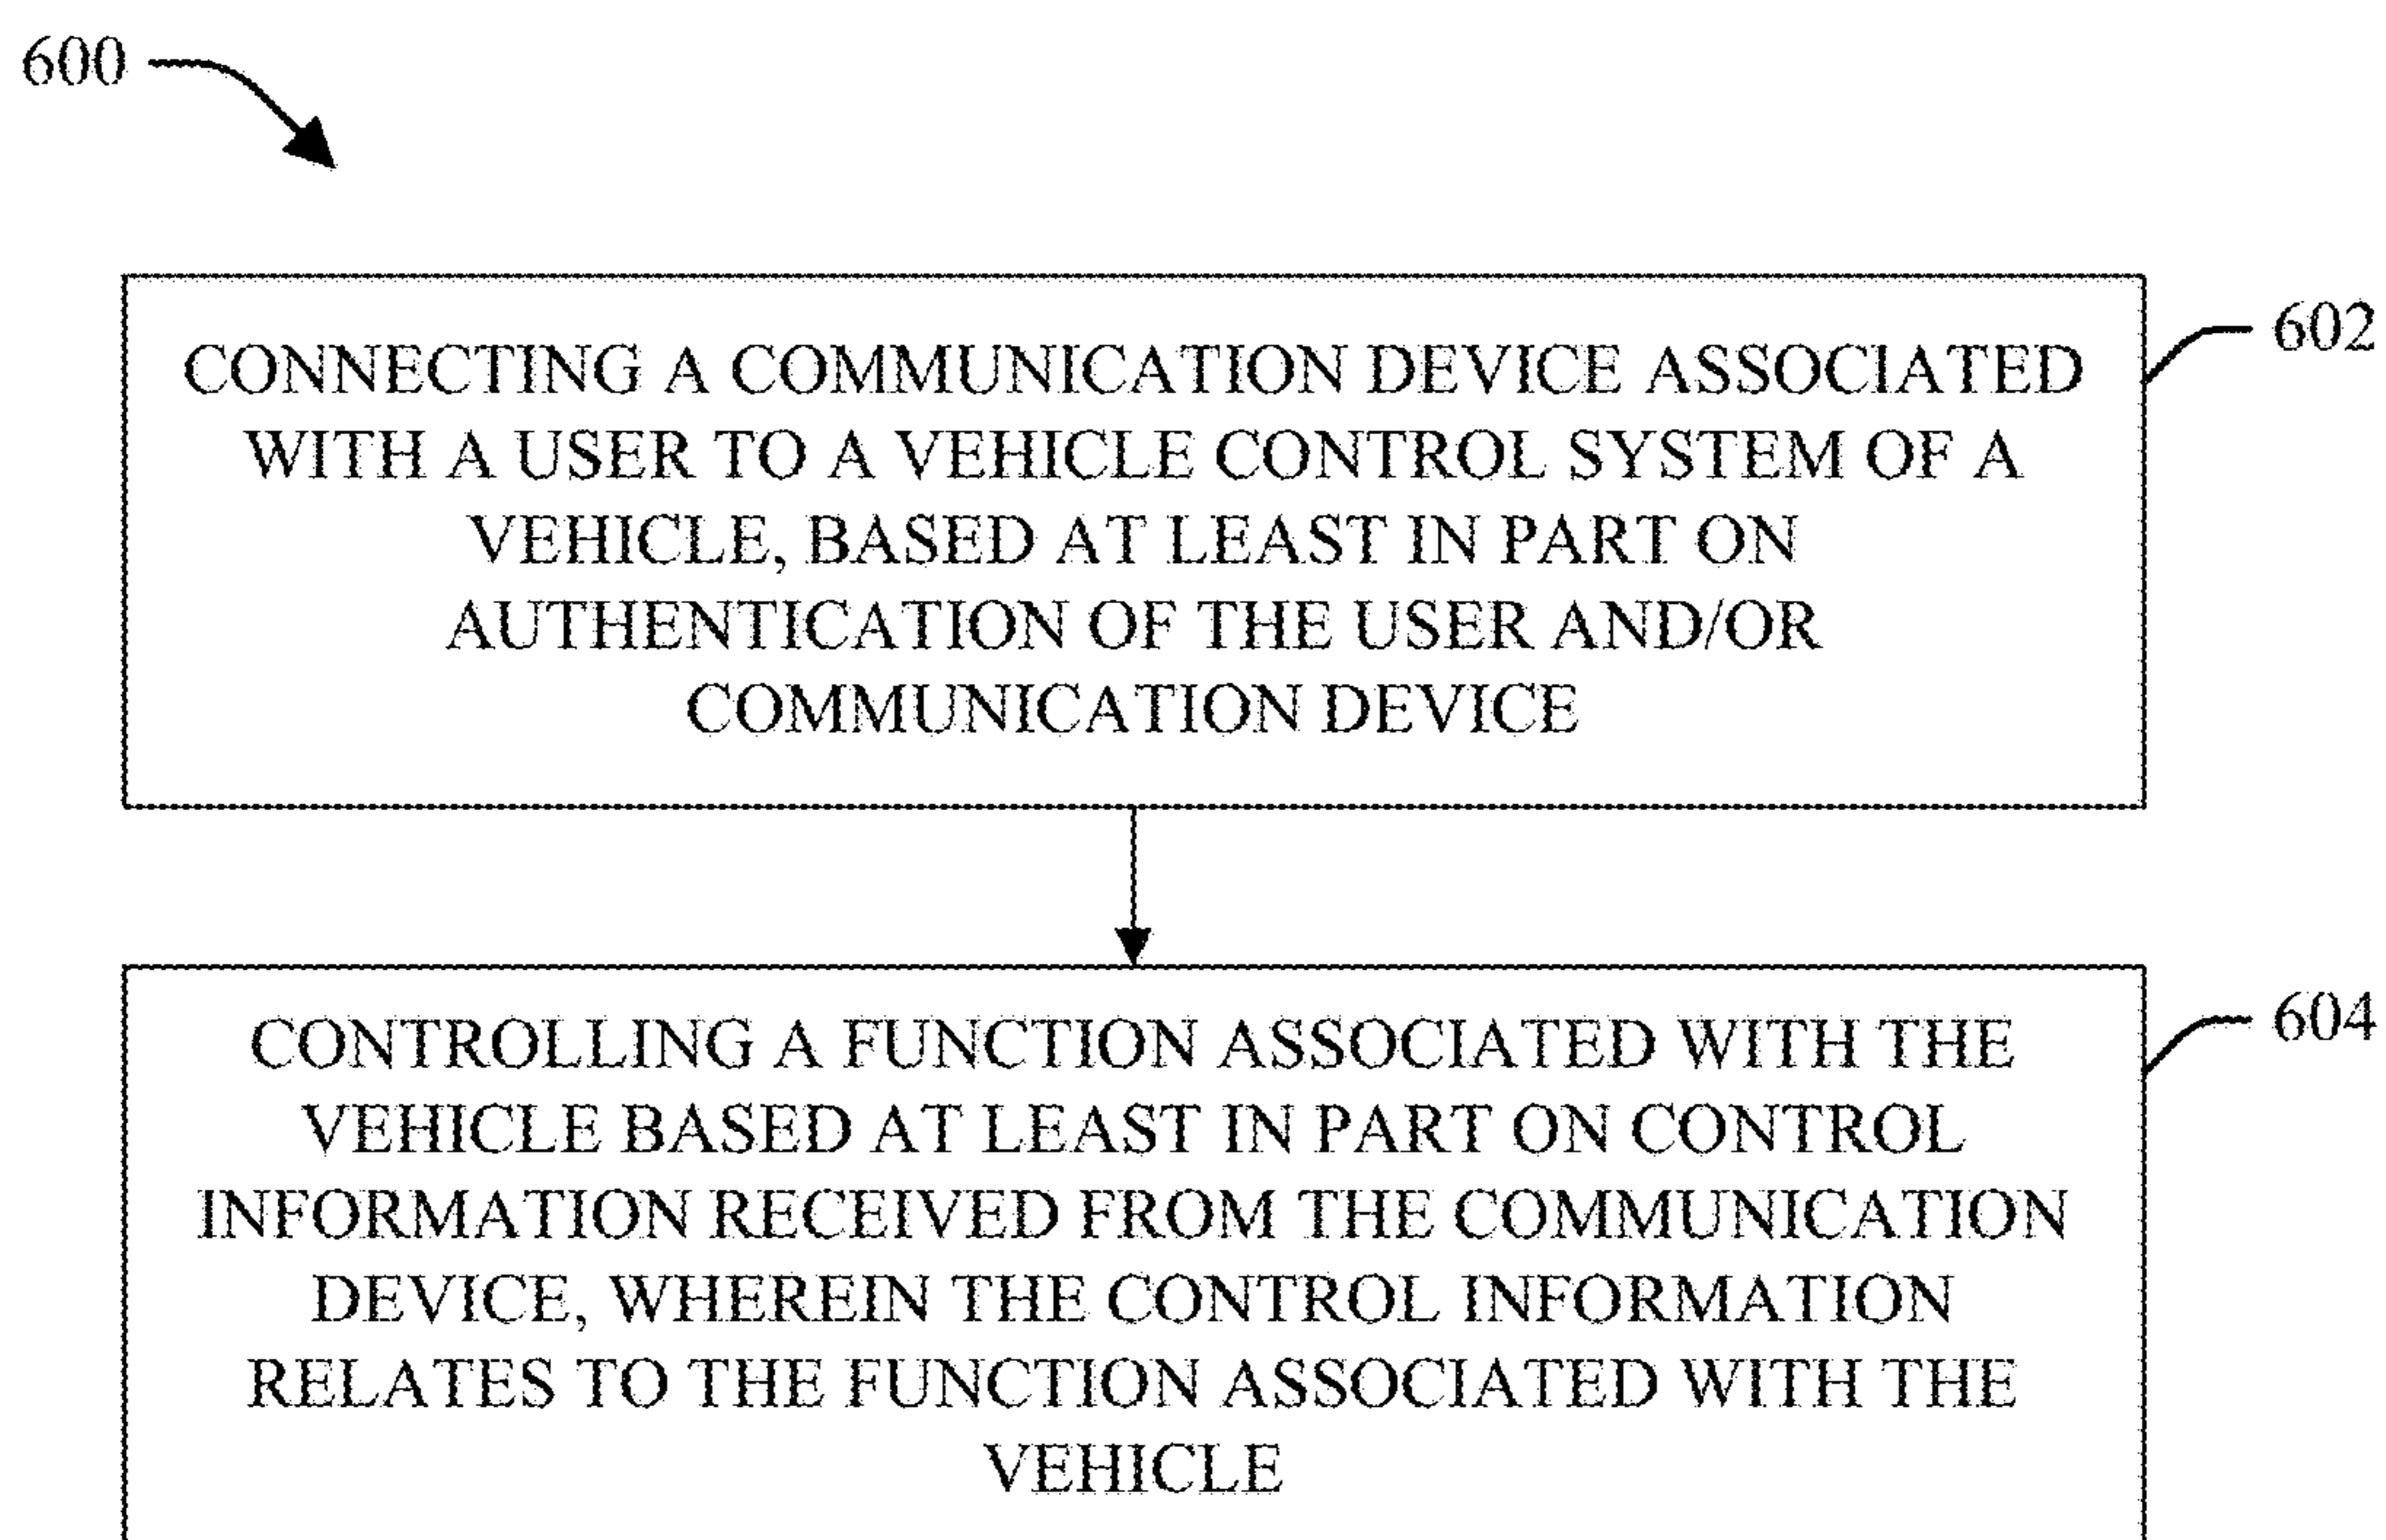 600
602
CONNECTING A COMMUNICATION DEVICE ASSOCIATED
WITH A USER TO A VEHICLE CONTROL SYSTEM OF A
VEHICLE, BASED AT LEAST IN PART ON
AUTHENTICATION OF THE USER AND/OR
COMMUNICATION DEVICE
604
CONTROLLING A FUNCTION ASSOCIATED WITH THE
VEHICLE BASED AT LEAST IN PART ON CONTROL
INFORMATION RECEIVED FROM THE COMMUNICATION
DEVICE, WHEREIN THE CONTROL INFORMATION
RELATES TO THE FUNCTION ASSOCIATED WITH THE
VEHICLE